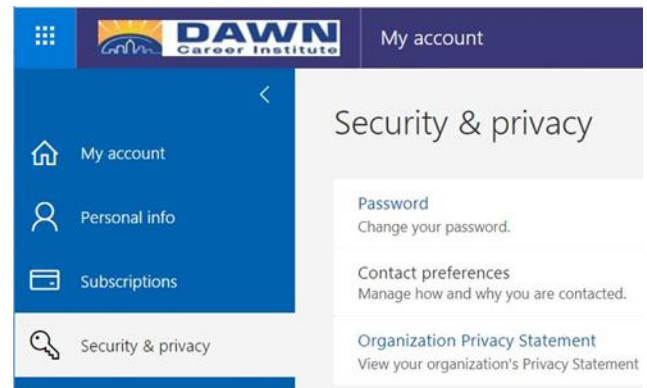 DAWN
Career Institute
My account
My account
Personal info
Subscriptions
Security & privacy
Security & privacy
Password
Change your password.
Contact preferences
Manage how and why you are contacted.
Organization Privacy Statement
View your organization's Privacy Statement